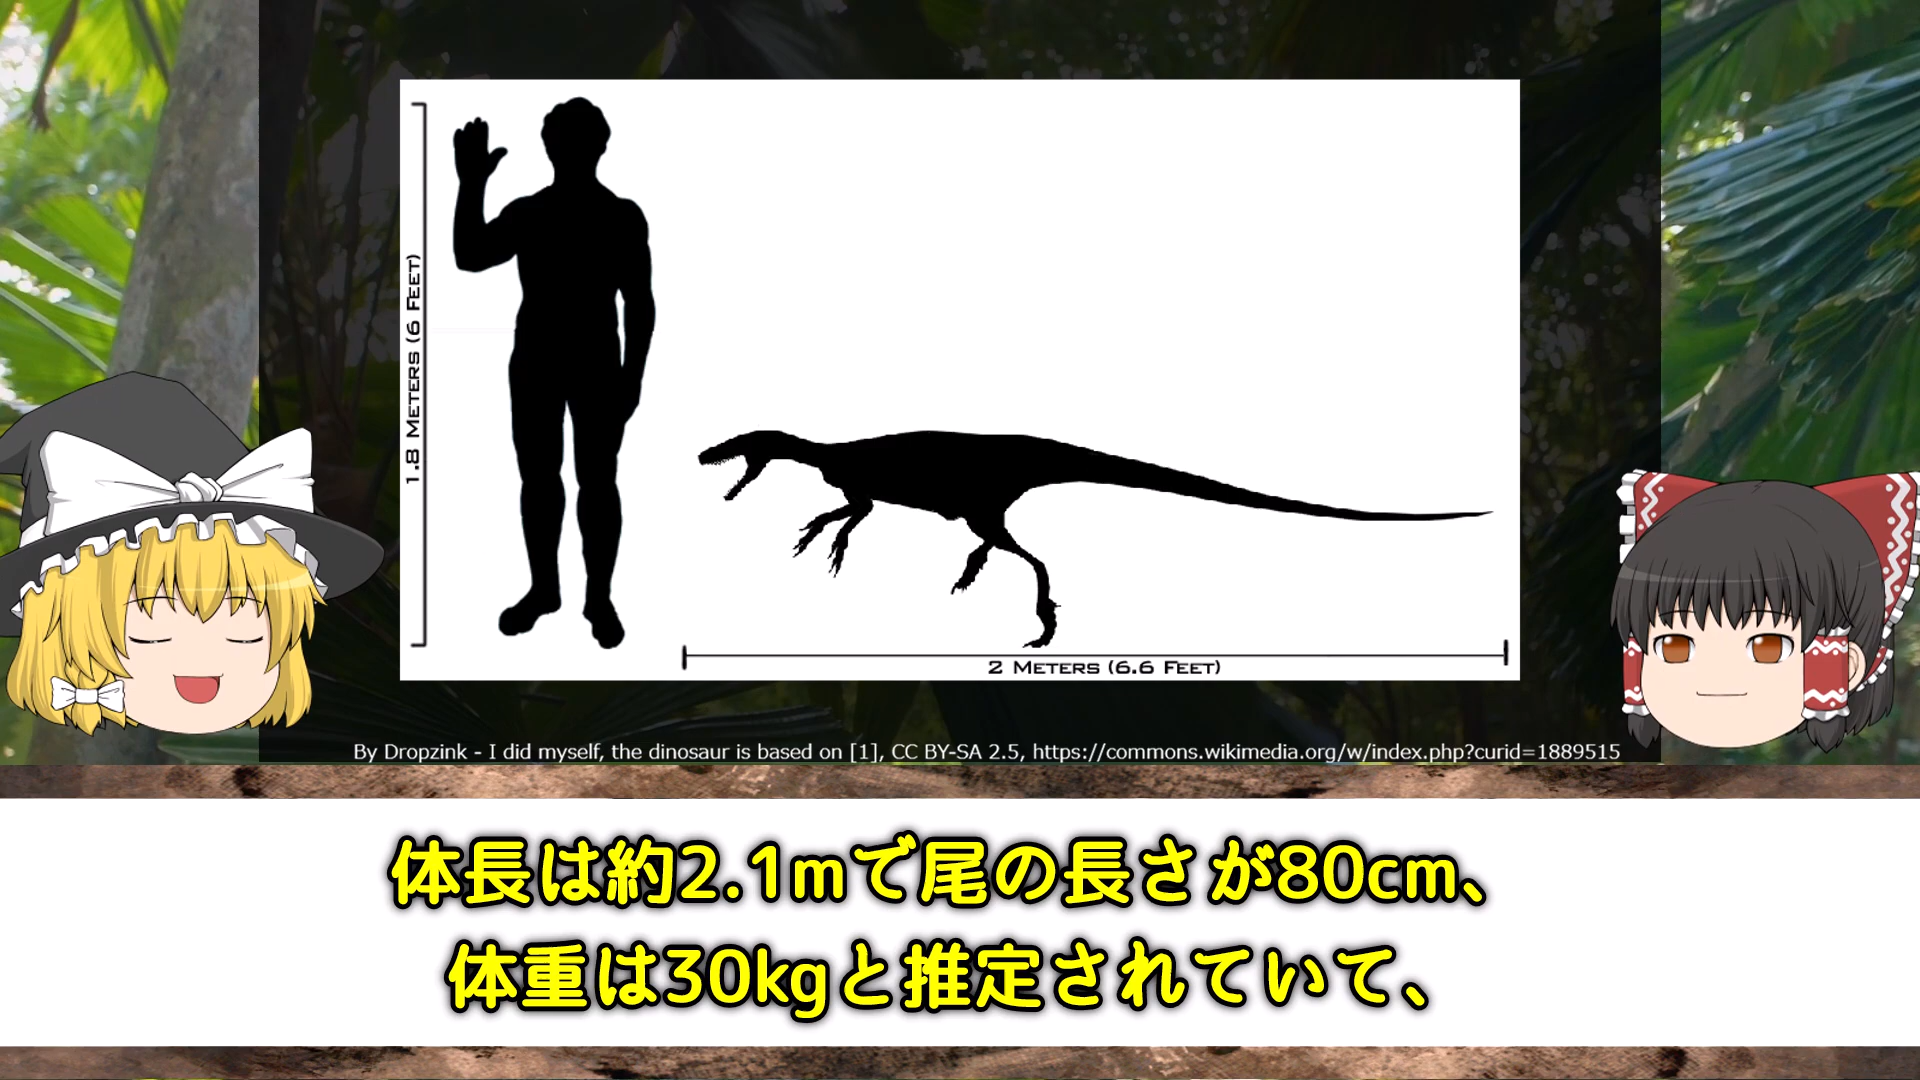 1.8 Meters (6 Feet)
2 Meters (6.6 Feet)
By Dropzink - I did myself, the dinosaur is based on [1], CC BY-SA 2.5, https://commons.wikimedia.org/w/index.php?curid=1889515
体長は約2.1mで尾の長さが80cm、
体重は30kgと推定されていて、